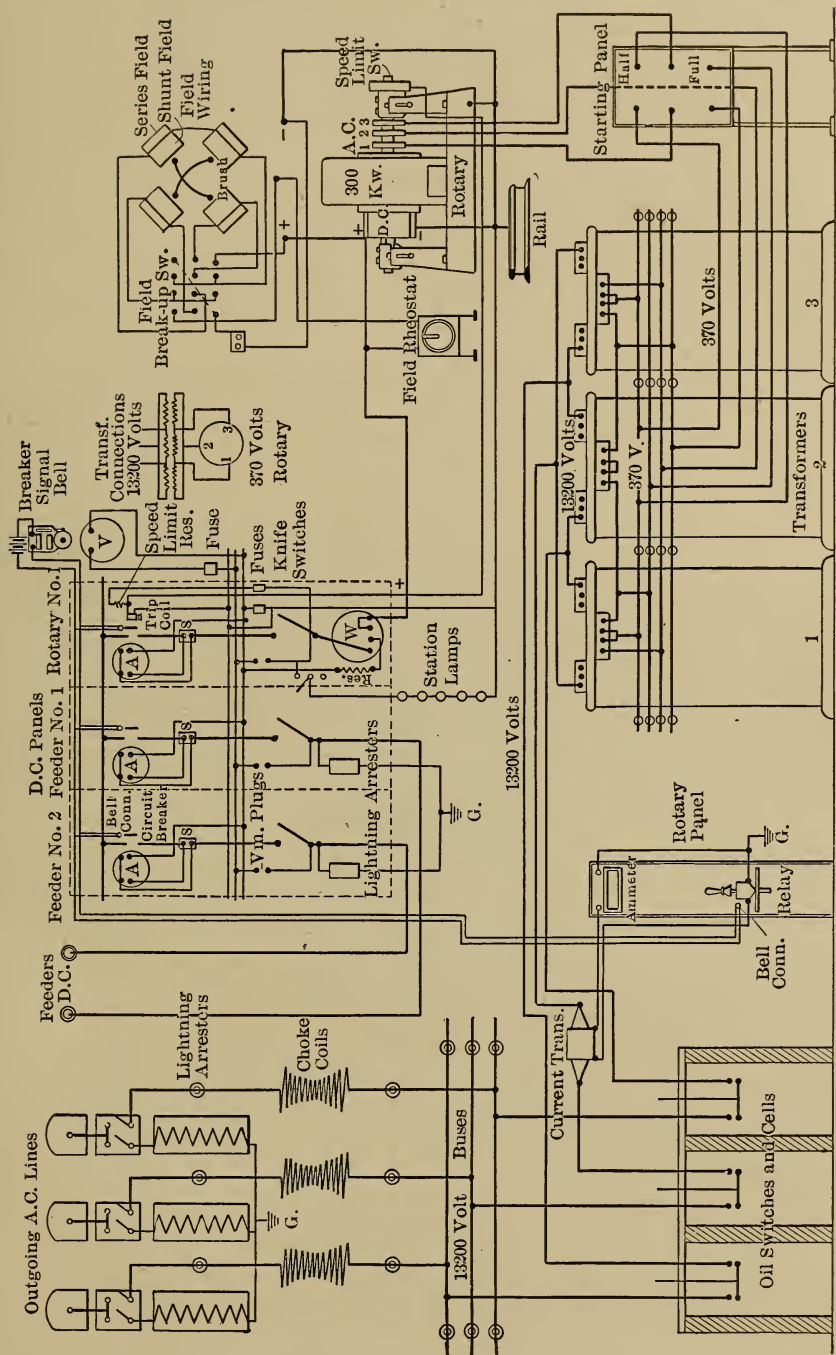 Outgoing A.C. Lines
Lightning
Arresters
Choke
Coils
G.
13200 Volt Buses
Oil Switches and Cells
Current Trans.
Feeders
D.C.
D.C. Panels
Feeder No. 2
Feeder No. 1
Rotary No. 1
Bell
Conn.
Circuit
Breaker
A
S
A
S
A
S
Trip
Coil
Vm. Plugs
Lightning Arresters
G.
Res.
W
Station
Lamps
+
Breaker
Signal
Bell
V
Speed
Limit
Res.
Fuse
Fuses
Knife
Switches
Transf.
Connections
13200 Volts
1 2 3
370 Volts
Rotary
Field
Break-up Sw.
Series Field
Shunt Field
Field
Wiring
Brush
+
−
Field Rheostat
+
−
D.C.
300
Kw.
A.C.
1 2 3
Speed
Limit
Sw.
Rotary
Rail
Starting Panel
Half
Full
13200 Volts
Rotary
Panel
Ammeter
G.
Relay
Bell
Conn.
13200 Volts
370 V.
370 Volts
Transformers
1
2
3